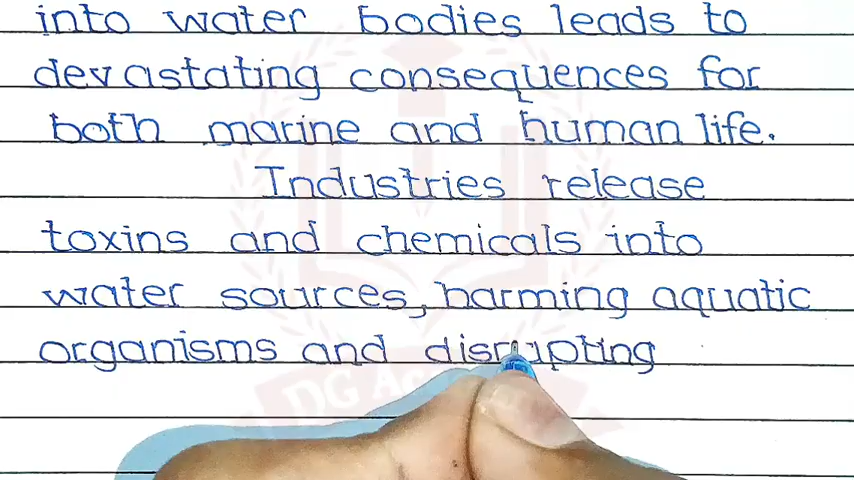 into water bodies leads to
devastating consequences for
both marine and human life.
Industries release
toxins and chemicals into
water sources, harming aquatic
organisms and disrupting